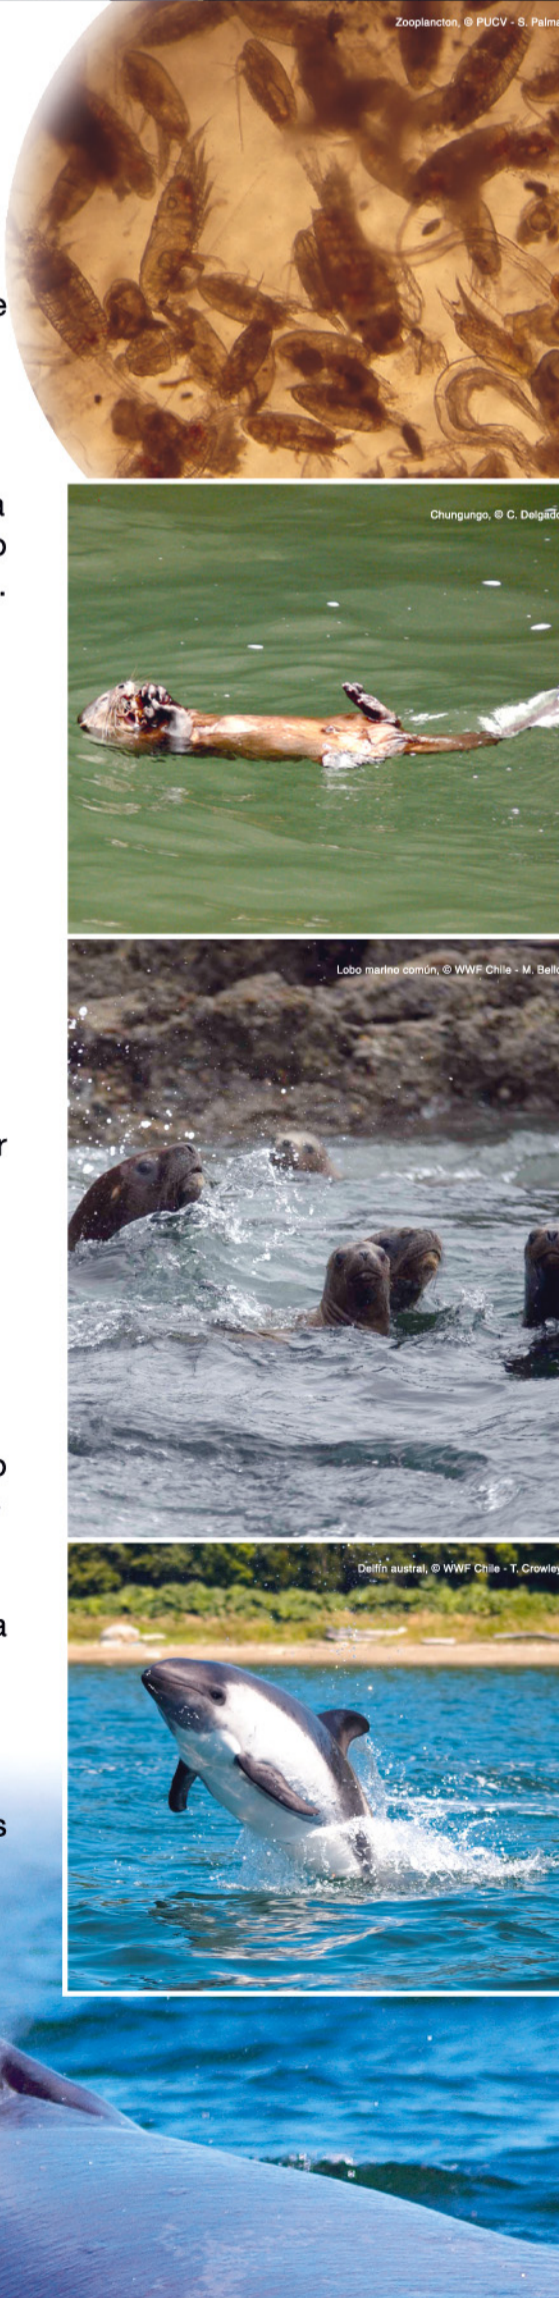 Zooplancton, © PUCV - S. Palma
e
a
o
.
Chungungo, © C. Delgado
Lobo marino común, © WWF Chile - M. Bello
r
o
Delfín austral, © WWF Chile - T. Crowley
a
s